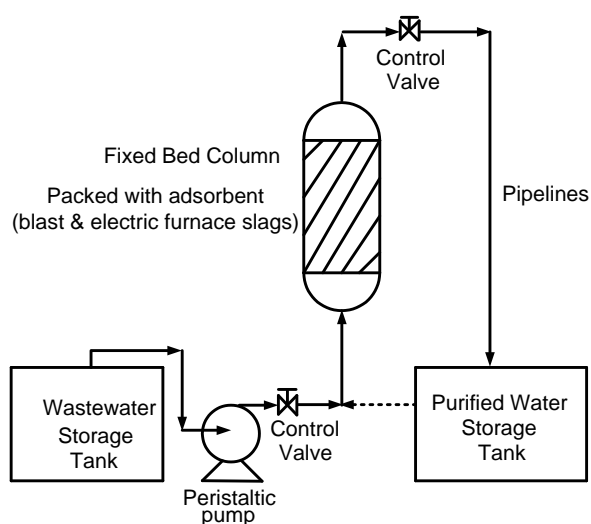 Control
Valve
Fixed Bed Column
Packed with adsorbent
(blast & electric furnace slags)
Pipelines
Wastewater
Storage
Tank
Control
Valve
Purified Water
Storage
Tank
Peristaltic
pump